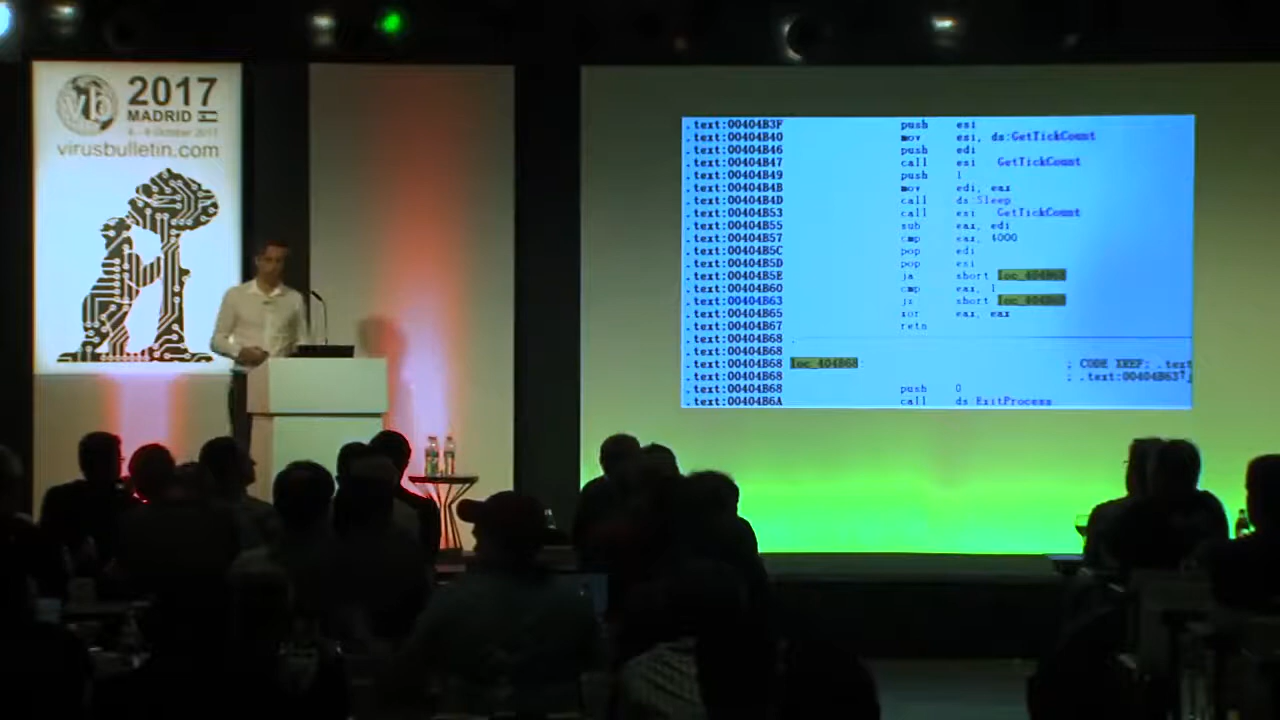 vb
2017
MADRID
4 - 6 October 2017
virusbulletin.com
.text:00404B3F push esi
.text:00404B40 mov esi, ds:GetTickCount
.text:00404B46 push edi
.text:00404B47 call esi GetTickCount
.text:00404B49 push 1
.text:00404B4B mov edi, eax
.text:00404B4D call ds:Sleep
.text:00404B53 call esi GetTickCount
.text:00404B55 sub eax, edi
.text:00404B57 cmp eax, 4000
.text:00404B5C pop edi
.text:00404B5D pop esi
.text:00404B5E ja short loc_404B68
.text:00404B60 cmp eax, 1
.text:00404B63 short loc_404B68
.text:00404B65 xor eax, eax
.text:00404B67 retn
.text:00404B68 ;
.text:00404B68
.text:00404B68 loc_404B68: ; CODE XREF: .text
.text:00404B68 ; .text:00404B63↑j
.text:00404B68 push 0
.text:00404B6A call ds:ExitProcess